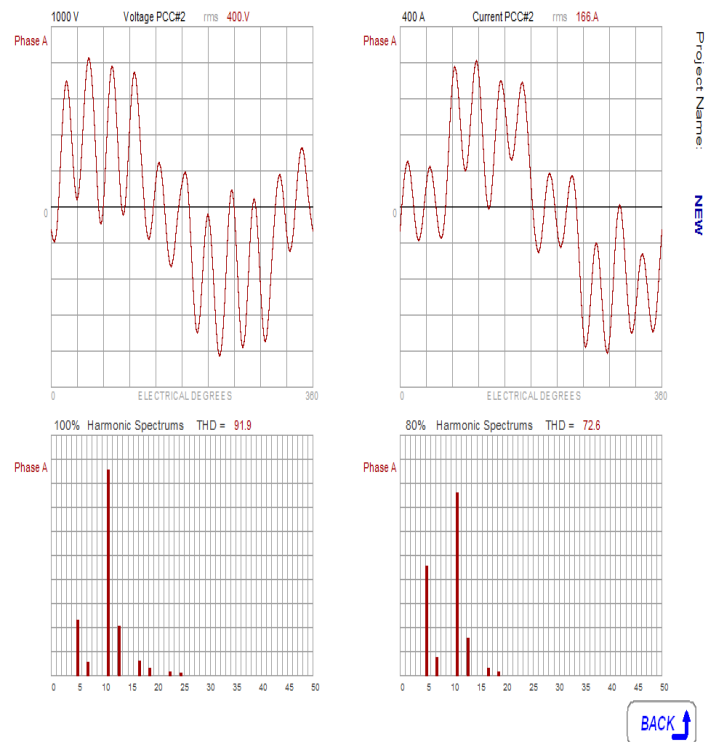 1000 V Voltage PCC#2 rms 400.V
Phase A
0
0 ELECTRICAL DEGREES 360
400 A Current PCC#2 rms 166.A
Phase A
0
0 ELECTRICAL DEGREES 360
Project Name: NEW
100% Harmonic Spectrums THD = 91.9
Phase A
0 5 10 15 20 25 30 35 40 45 50
80% Harmonic Spectrums THD = 72.6
Phase A
0 5 10 15 20 25 30 35 40 45 50
BACK